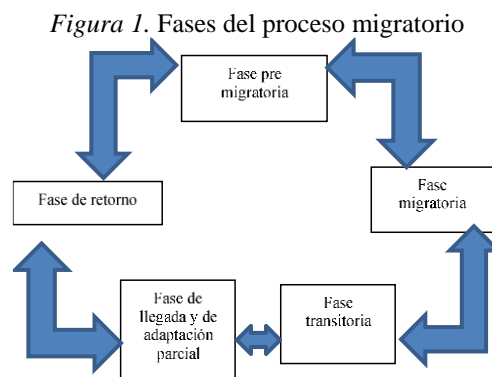 Figura 1. Fases del proceso migratorio
Fase pre
migratoria
Fase
migratoria
Fase de retorno
Fase de
llegada y de
adaptación
parcial
Fase
transitoria